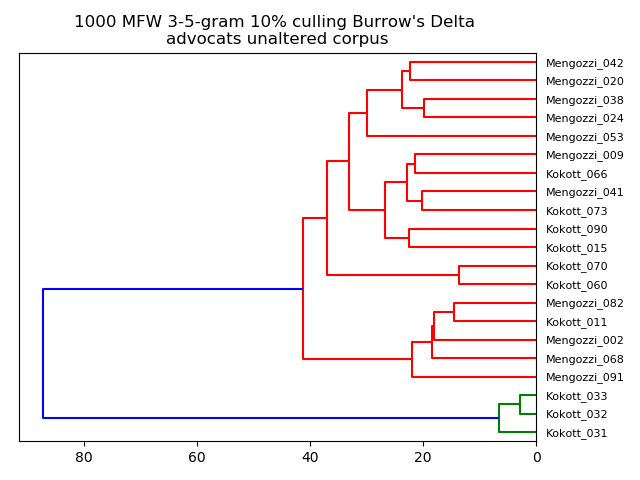 1000 MFW 3-5-gram 10% culling Burrow's Delta
advocats unaltered corpus
Mengozzi_042
Mengozzi_020
Mengozzi_038
Mengozzi_024
Mengozzi_053
Mengozzi_009
Kokott_066
Mengozzi_041
Kokott_073
Kokott_090
Kokott_015
Kokott_070
Kokott_060
Mengozzi_082
Kokott_011
Mengozzi_002
Mengozzi_068
Mengozzi_091
Kokott_033
Kokott_032
Kokott_031
80 60 40 20 0